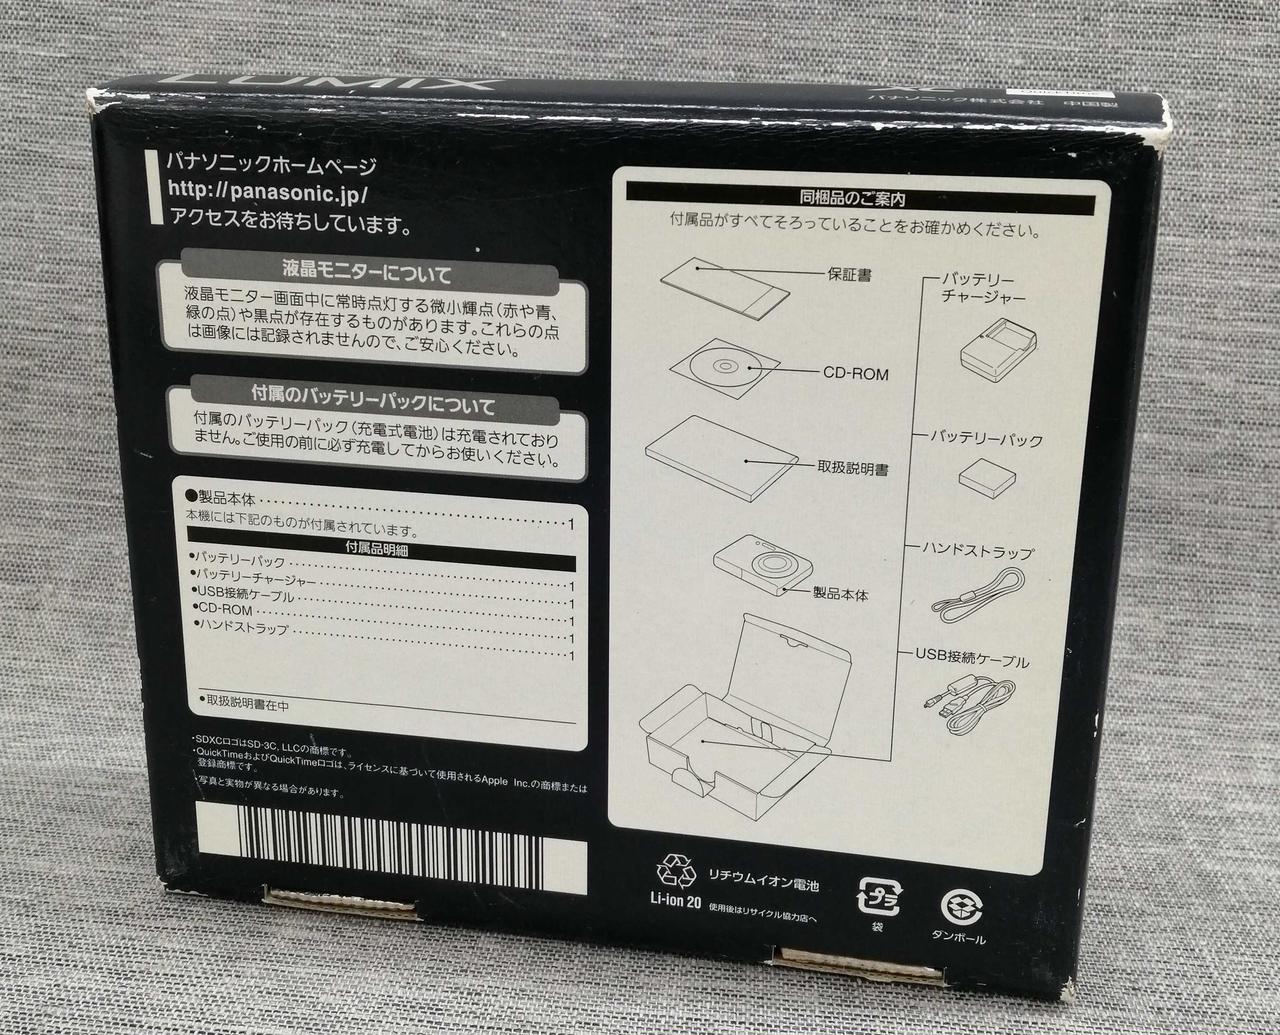 LUMIX
パナソニック株式会社 中国製
パナソニックホームページ
http://panasonic.jp/
アクセスをお待ちしています。
液晶モニターについて
液晶モニター画面中に常時点灯する微小輝点(赤や青、
緑の点)や黒点が存在するものがあります。これらの点
は画像には記録されませんので、ご安心ください。
付属のバッテリーパックについて
付属のバッテリーパック(充電式電池)は充電されており
ません。ご使用の前に必ず充電してからお使いください。
●製品本体 ‥‥‥‥‥‥‥‥‥‥‥‥1
本機には下記のものが付属されています。
付属品明細
●バッテリーパック ‥‥‥‥‥‥‥‥‥‥1
●バッテリーチャージャー ‥‥‥‥‥‥‥‥1
●USB接続ケーブル ‥‥‥‥‥‥‥‥‥‥1
●CD-ROM ‥‥‥‥‥‥‥‥‥‥‥‥1
●ハンドストラップ ‥‥‥‥‥‥‥‥‥‥1
●取扱説明書在中
・SDXCロゴはSD-3C, LLCの商標です。
・QuickTimeおよびQuickTimeロゴは、ライセンスに基づいて使用されるApple Inc.の商標または
登録商標です。
・写真と実物が異なる場合があります。
同梱品のご案内
付属品がすべてそろっていることをお確かめください。
保証書
CD-ROM
取扱説明書
製品本体
バッテリー
チャージャー
バッテリーパック
ハンドストラップ
USB接続ケーブル
Li-ion 20
リチウムイオン電池
使用後はリサイクル協力店へ
プラ
袋
ダンボール